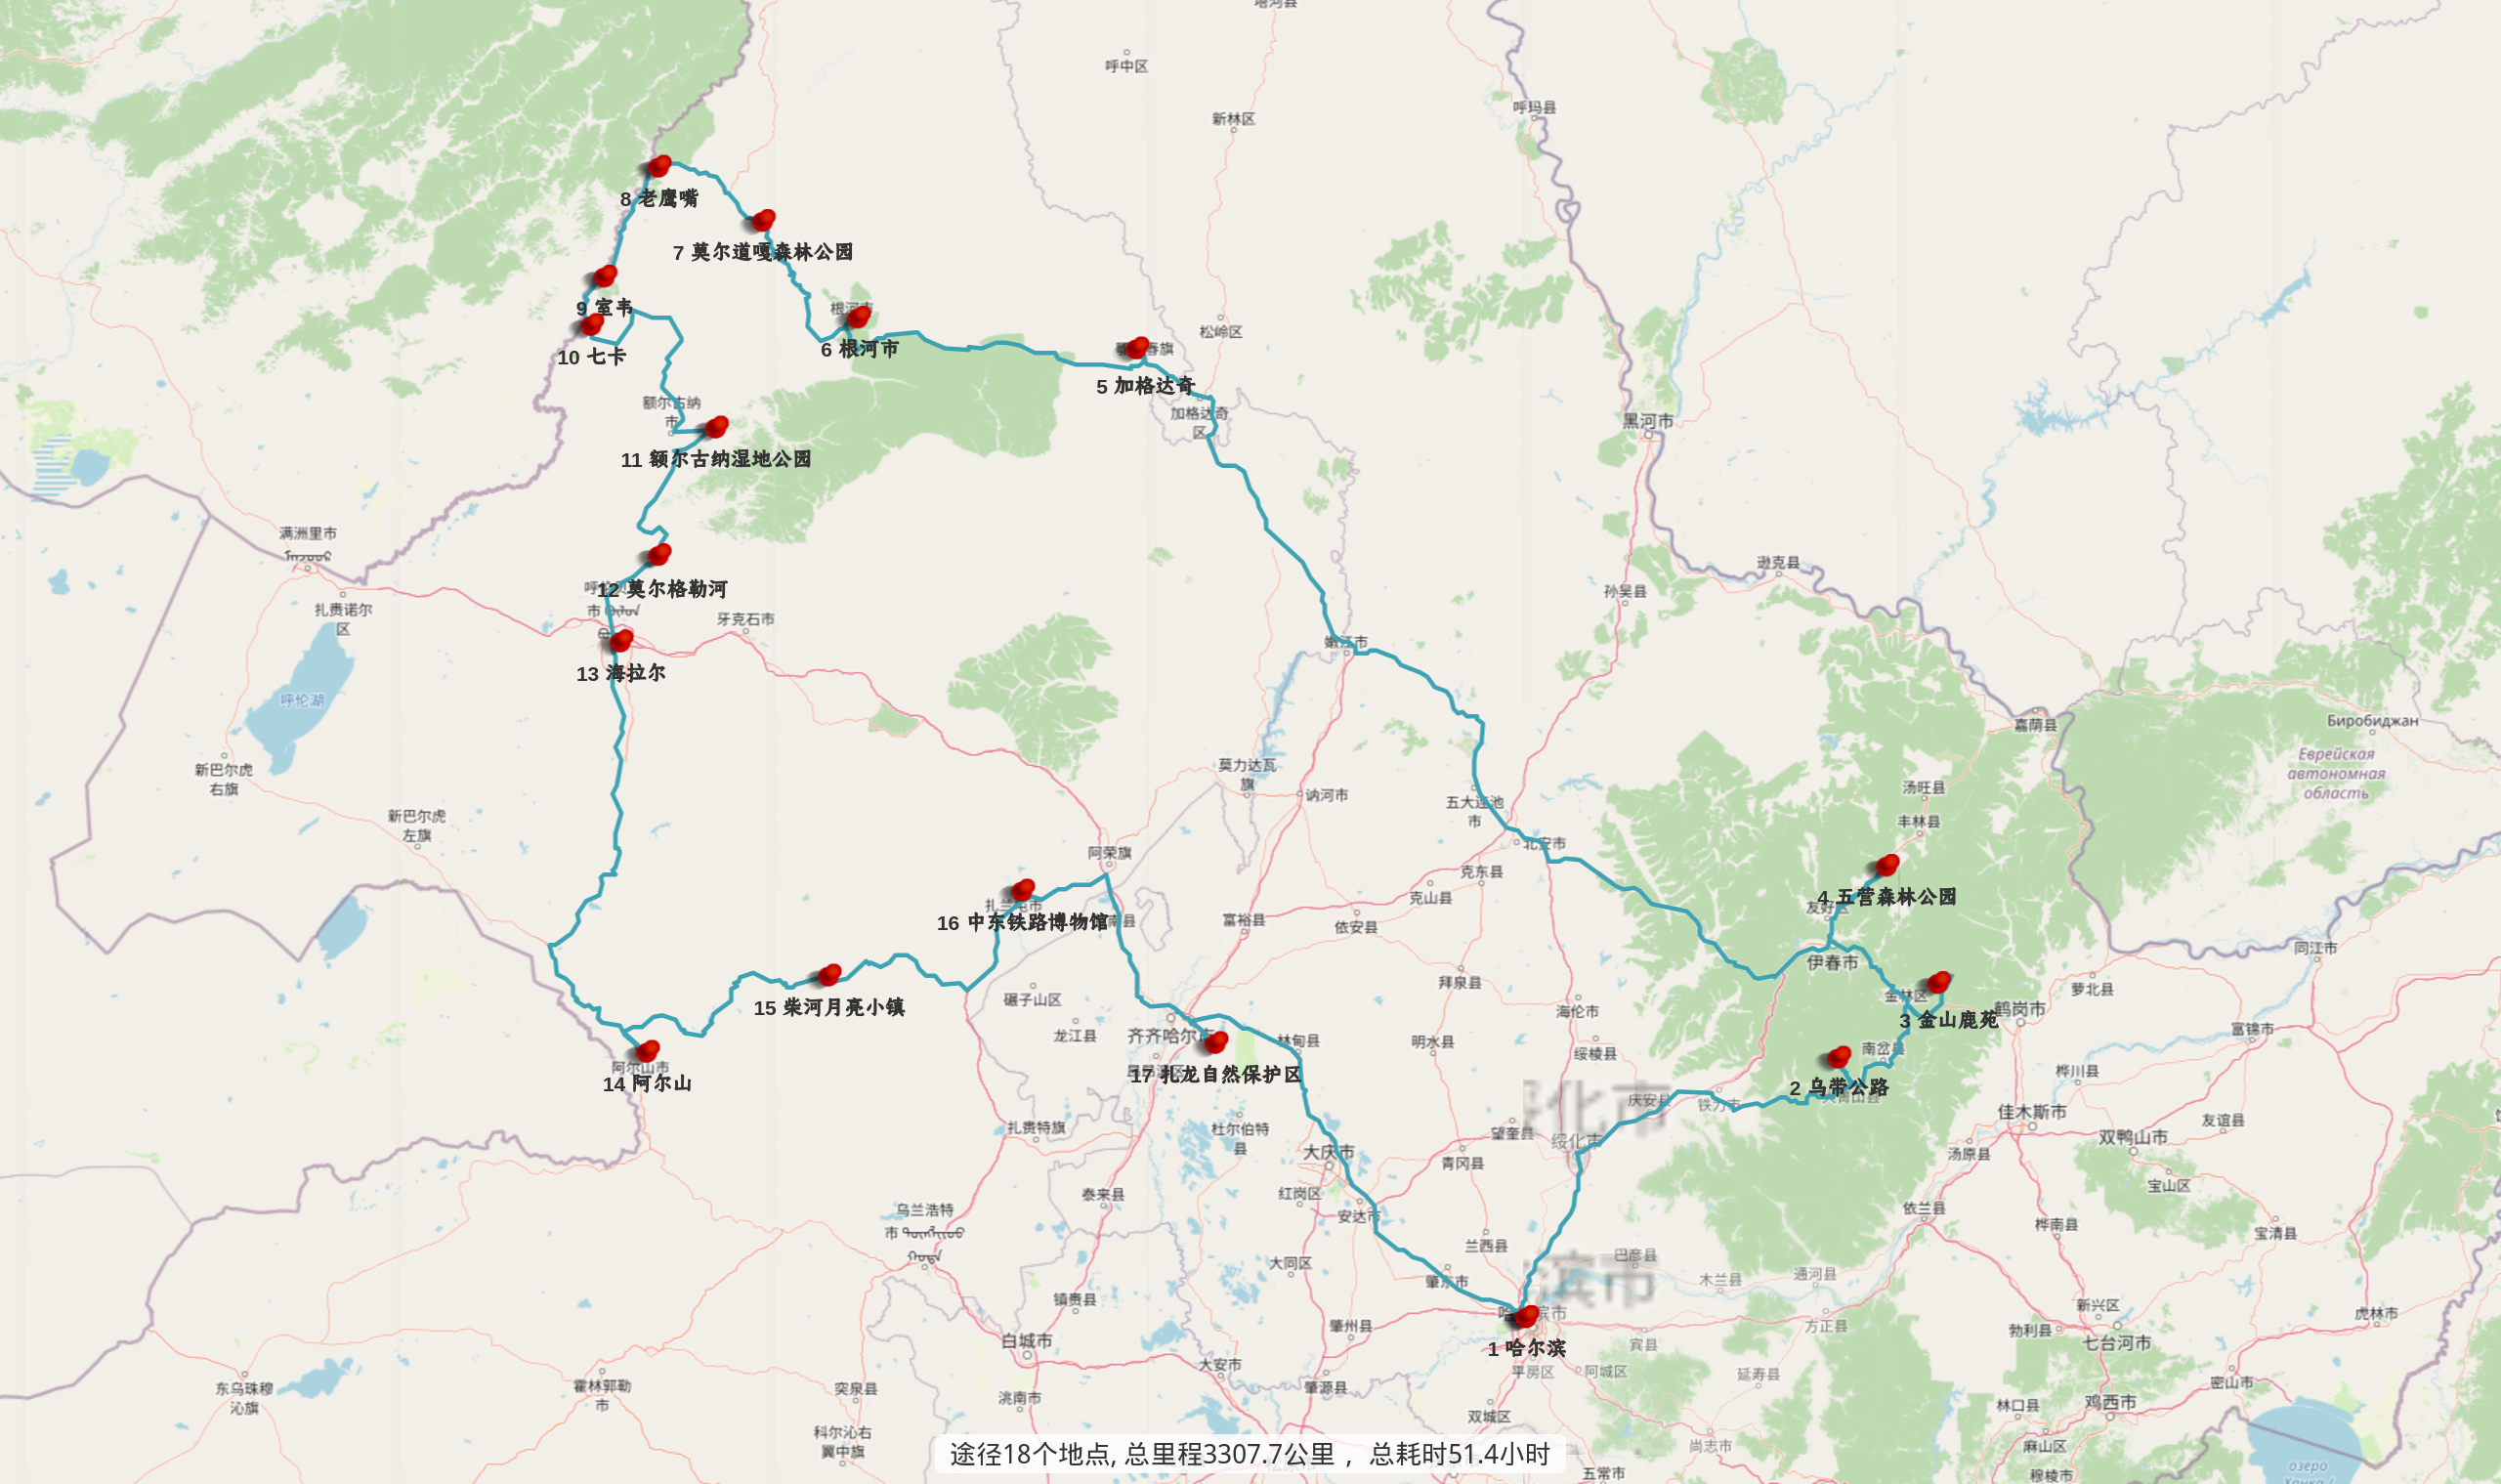 塔河县
呼中区
呼玛县
新林区
8 老鹰嘴
7 莫尔道嘎森林公园
9 室韦
根河市
松岭区
6 根河市
10 七卡
5 加格达奇
额尔古纳
市
加格达奇
区
黑河市
11 额尔古纳湿地公园
满洲里市
逊克县
12 莫尔格勒河
孙吴县
扎赉诺尔
区
牙克石市
嫩江市
13 海拉尔
呼伦湖
嘉荫县
Биробиджан
Еврейская
автономная
область
新巴尔虎
右旗
莫力达瓦
旗
讷河市
汤旺县
五大连池
市
新巴尔虎
左旗
丰林县
北安市
阿荣旗
克东县
克山县
4 五营森林公园
友好区
扎兰屯市
16 中东铁路博物馆
富裕县
依安县
同江市
伊春市
拜泉县
萝北县
金林区
碾子山区
15 柴河月亮小镇
鹤岗市
海伦市
3 金山鹿苑
富锦市
龙江县
齐齐哈尔市
林甸县
明水县
绥棱县
南岔县
阿尔山市
14 阿尔山
17 扎龙自然保护区
桦川县
2 乌带公路
庆安县
铁力市
化市
佳木斯市
友谊县
扎赉特旗
杜尔伯特
县
望奎县
绥化市
双鸭山市
大庆市
青冈县
汤原县
宝山区
泰来县
红岗区
依兰县
乌兰浩特
市
安达市
桦南县
宝清县
兰西县
大同区
巴彦县
滨市
肇东市
木兰县
通河县
镇赉县
新兴区
虎林市
白城市
肇州县
方正县
勃利县
七台河市
1 哈尔滨
宾县
大安市
平房区
阿城区
延寿县
东乌珠穆
沁旗
霍林郭勒
市
突泉县
洮南市
肇源县
密山市
双城区
林口县
鸡西市
科尔沁右
翼中旗
尚志市
麻山区
途径18个地点, 总里程3307.7公里， 总耗时51.4小时
五常市
穆棱市
озеро